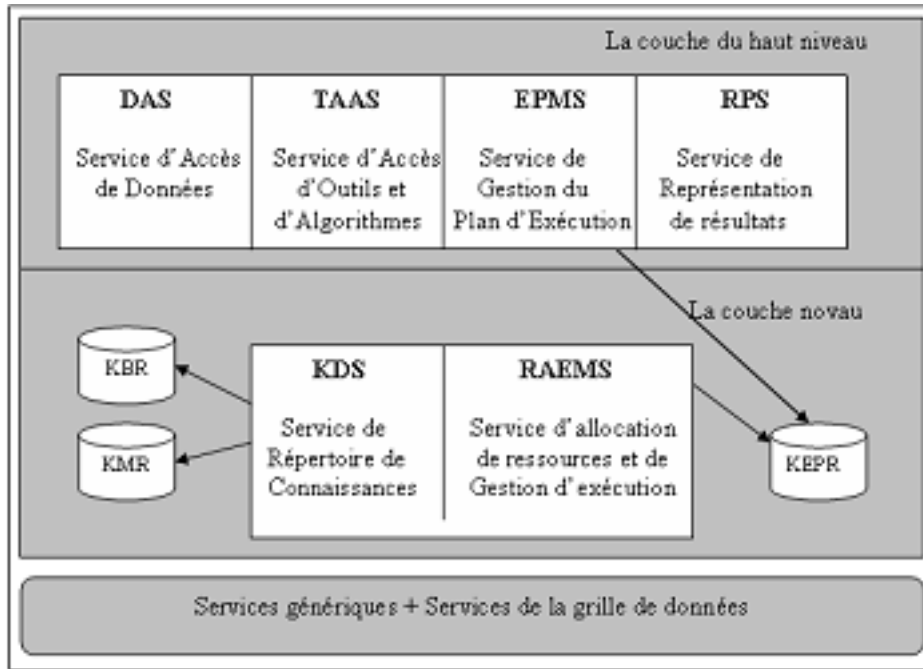 La couche du haut niveau
DAS
Service d'Accès
de Données
TAAS
Service d'Accès
d'Outils et
d'Algorithmes
EPMS
Service de
Gestion du
Plan d'Exécution
RPS
Service de
Représentation
de résultats
La couche novau
KBR
KMR
KDS
Service de
Répertoire de
Connaissances
RAEMS
Service d'allocation
de ressources et de
Gestion d'exécution
KEPR
Services génériques + Services de la grille de données